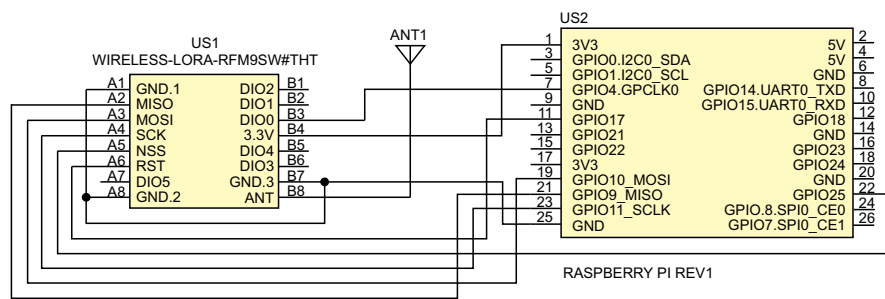 US1
WIRELESS-LORA-RFM9SW#THT
A1 GND.1 DIO2 B1
A2 MISO DIO1 B2
A3 MOSI DIO0 B3
A4 SCK 3.3V B4
A5 NSS DIO4 B5
A6 RST DIO3 B6
A7 DIO5 GND.3 B7
A8 GND.2 ANT B8
ANT1
US2
1 3V3 5V 2
3 GPIO0.I2C0_SDA 5V 4
5 GPIO1.I2C0_SCL GND 6
7 GPIO4.GPCLK0 GPIO14.UART0_TXD 8
9 GND GPIO15.UART0_RXD 10
11 GPIO17 GPIO18 12
13 GPIO21 GND 14
15 GPIO22 GPIO23 16
17 3V3 GPIO24 18
19 GPIO10_MOSI GND 20
21 GPIO9_MISO GPIO25 22
23 GPIO11_SCLK GPIO.8.SPI0_CE0 24
25 GND GPIO7.SPI0_CE1 26
RASPBERRY PI REV1